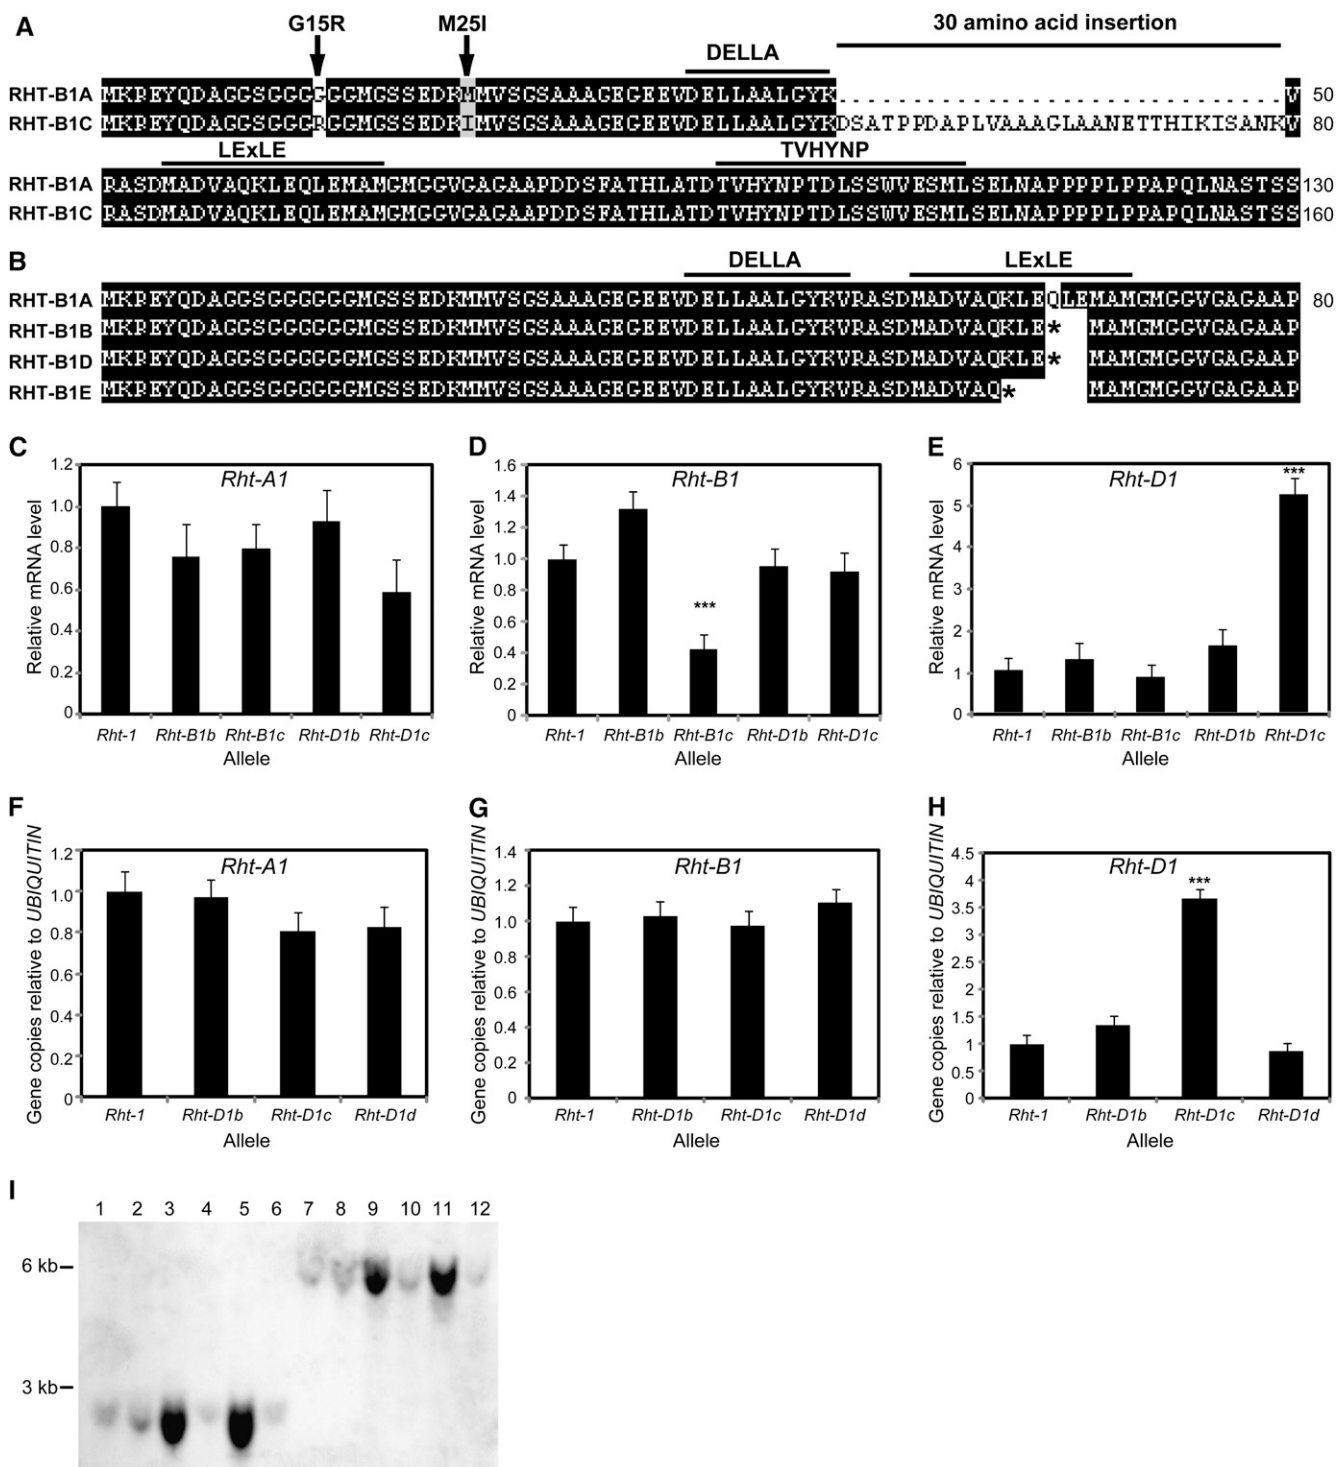 A
G15R M25I
DELLA 30 amino acid insertion
RHT-B1A MKREYQDAGGSGGGGGGMGSSEDKMMVSGSAAAGEGEEVDELLAALGYK------------------------------V 50
RHT-B1C MKREYQDAGGSGGGRGGMGSSEDKIMVSGSAAAGEGEEVDELLAALGYKDSATPPDAPLVAAAGLAANETTHIKISANKV 80
LExLE TVHYNP
RHT-B1A RASDMADVAQKLEQLEMAMGMGGVGAGAAPDDSFATHLATDTVHYNPTDLSSWVESMLSELNAPPPPLPPAPQLNASTSS 130
RHT-B1C RASDMADVAQKLEQLEMAMGMGGVGAGAAPDDSFATHLATDTVHYNPTDLSSWVESMLSELNAPPPPLPPAPQLNASTSS 160
B
DELLA LExLE
RHT-B1A MKREYQDAGGSGGGGGGMGSSEDKMMVSGSAAAGEGEEVDELLAALGYKVRASDMADVAQKLEQLEMAMGMGGVGAGAAP 80
RHT-B1B MKREYQDAGGSGGGGGGMGSSEDKMMVSGSAAAGEGEEVDELLAALGYKVRASDMADVAQKLE* MAMGMGGVGAGAAP
RHT-B1D MKREYQDAGGSGGGGGGMGSSEDKMMVSGSAAAGEGEEVDELLAALGYKVRASDMADVAQKLE* MAMGMGGVGAGAAP
RHT-B1E MKREYQDAGGSGGGGGGMGSSEDKMMVSGSAAAGEGEEVDELLAALGYKVRASDMADVAQ* MAMGMGGVGAGAAP
C
Rht-A1
Relative mRNA level
1.2
1.0
0.8
0.6
0.4
0.2
0
Rht-1 Rht-B1b Rht-B1c Rht-D1b Rht-D1c
Allele
D
Rht-B1
Relative mRNA level
1.6
1.4
1.2
1.0
0.8
0.6
0.4
0.2
0
***
Rht-1 Rht-B1b Rht-B1c Rht-D1b Rht-D1c
Allele
E
Rht-D1
Relative mRNA level
6
5
4
3
2
1
0
***
Rht-1 Rht-B1b Rht-B1c Rht-D1b Rht-D1c
Allele
F
Rht-A1
Gene copies relative to UBIQUITIN
1.2
1.0
0.8
0.6
0.4
0.2
0
Rht-1 Rht-D1b Rht-D1c Rht-D1d
Allele
G
Rht-B1
Gene copies relative to UBIQUITIN
1.4
1.2
1.0
0.8
0.6
0.4
0.2
0
Rht-1 Rht-D1b Rht-D1c Rht-D1d
Allele
H
Rht-D1
Gene copies relative to UBIQUITIN
4.5
4
3.5
3
2.5
2
1.5
1
0.5
0
***
Rht-1 Rht-D1b Rht-D1c Rht-D1d
Allele
I
1 2 3 4 5 6 7 8 9 10 11 12
6 kb
3 kb